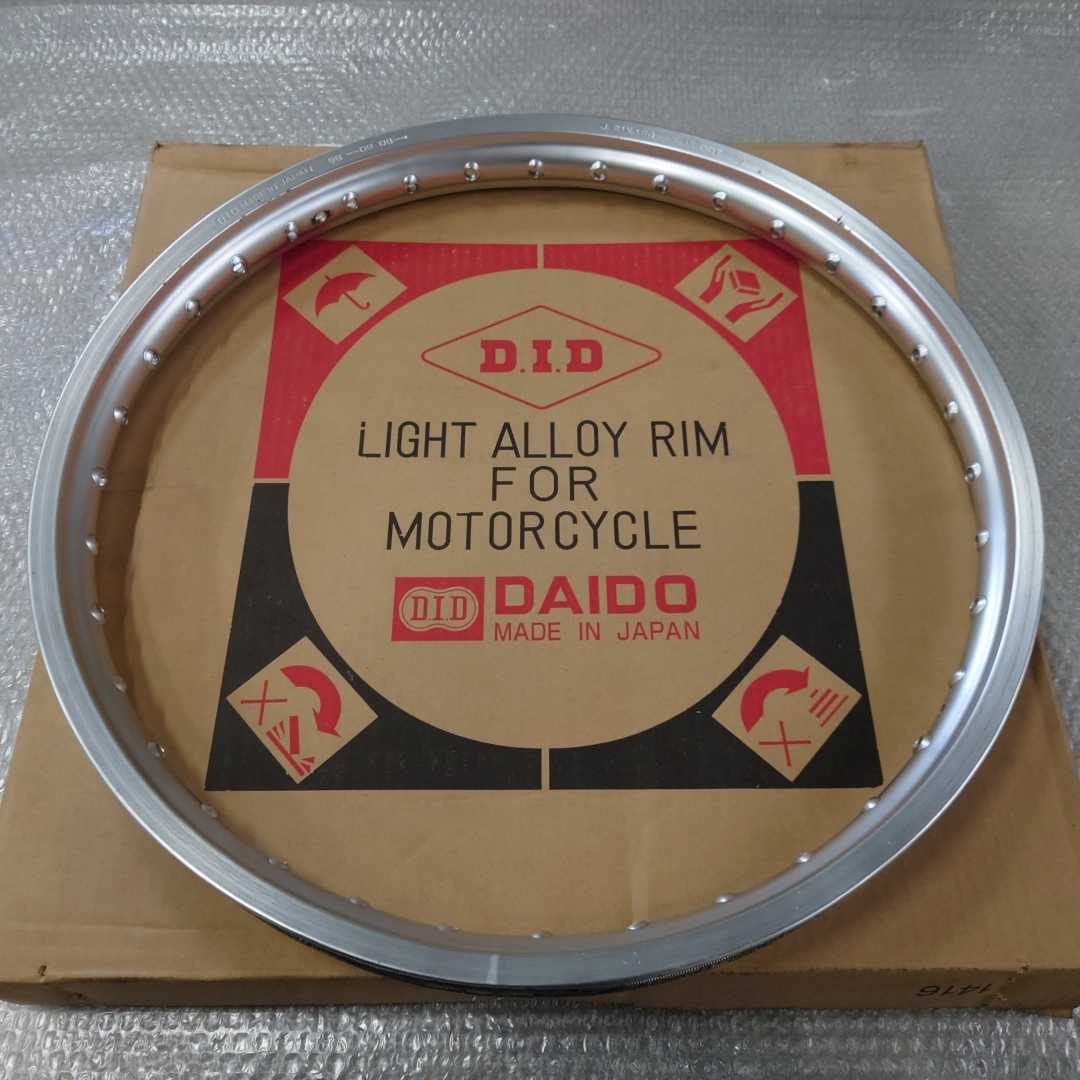 D.I.D
LIGHT ALLOY RIM
FOR
MOTORCYCLE
D.I.D DAIDO
MADE IN JAPAN
1416